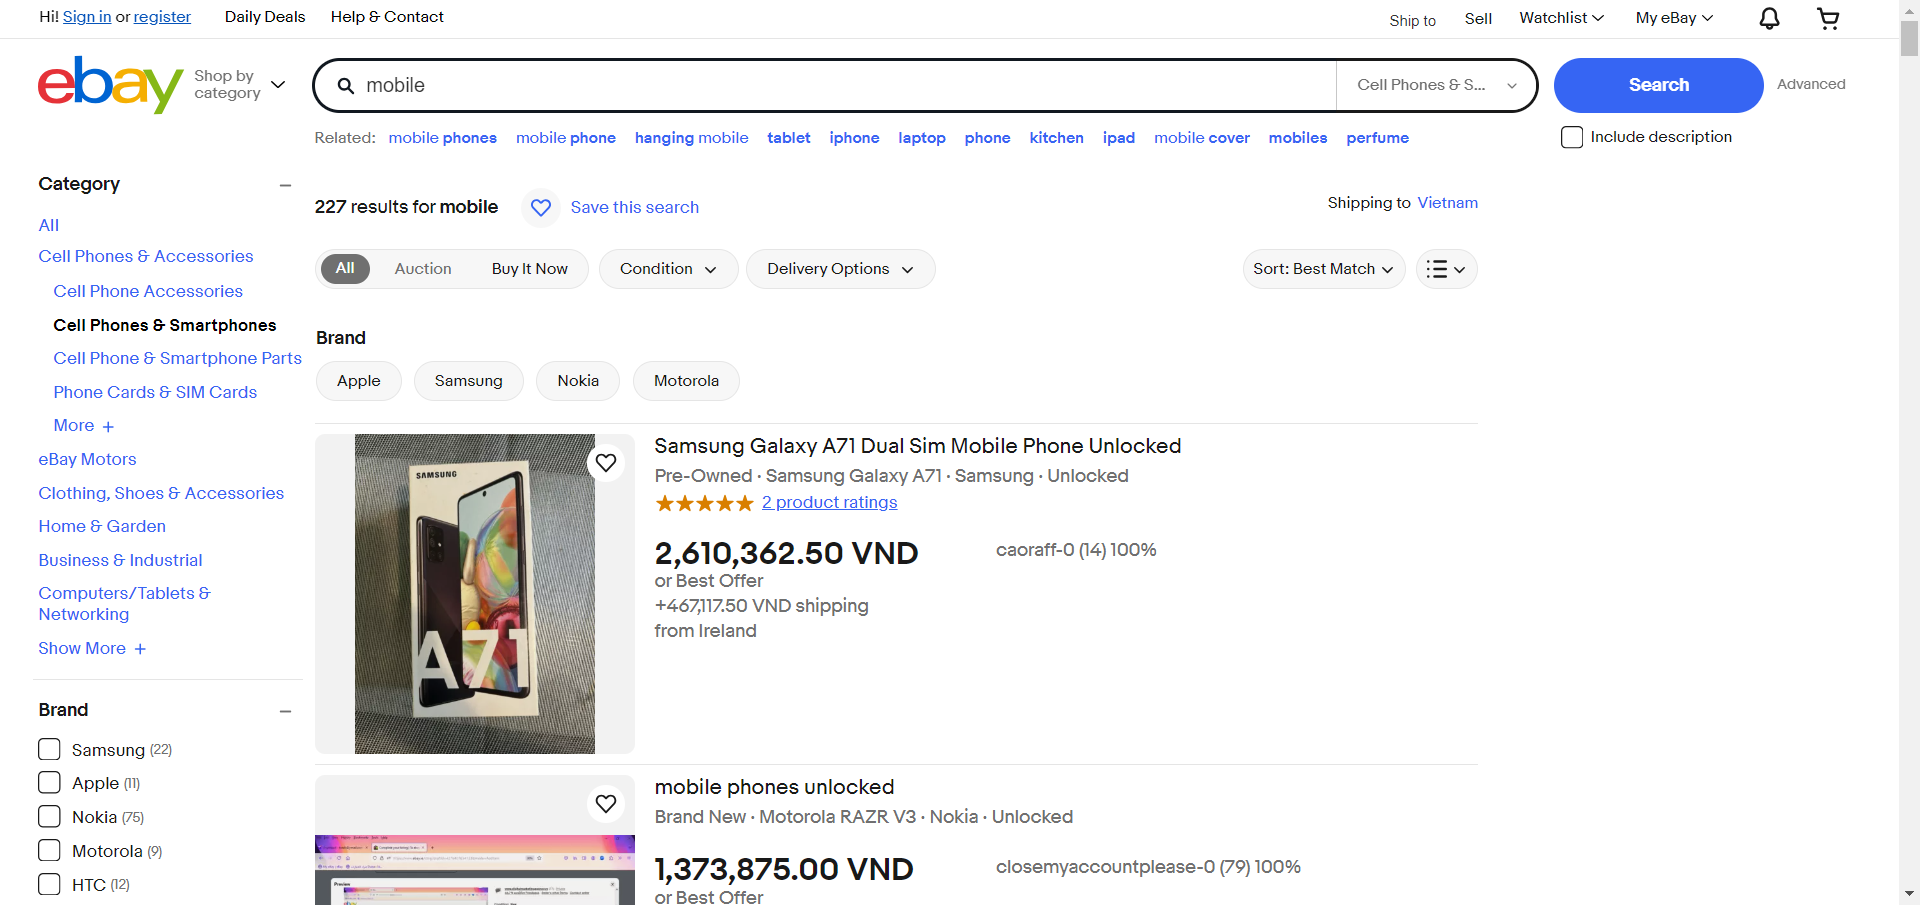 Hi! Sign in or register
Daily Deals
Help & Contact
Ship to
Sell
Watchlist
My eBay
ebay
Shop by category
mobile
Cell Phones & S...
Search
Advanced
Related: mobile phones mobile phone hanging mobile tablet iphone laptop phone kitchen ipad mobile cover mobiles perfume
Include description
Category
All
Cell Phones & Accessories
Cell Phone Accessories
Cell Phones & Smartphones
Cell Phone & Smartphone Parts
Phone Cards & SIM Cards
More +
eBay Motors
Clothing, Shoes & Accessories
Home & Garden
Business & Industrial
Computers/Tablets &
Networking
Show More +
Brand
Samsung (22)
Apple (11)
Nokia (75)
Motorola (9)
HTC (12)
227 results for mobile
Save this search
Shipping to Vietnam
All
Auction
Buy It Now
Condition
Delivery Options
Sort: Best Match
Brand
Apple
Samsung
Nokia
Motorola
SAMSUNG
A71
Samsung Galaxy A71 Dual Sim Mobile Phone Unlocked
Pre-Owned · Samsung Galaxy A71 · Samsung · Unlocked
2 product ratings
2,610,362.50 VND
caoraff-0 (14) 100%
or Best Offer
+467,117.50 VND shipping
from Ireland
mobile phones unlocked
Brand New · Motorola RAZR V3 · Nokia · Unlocked
1,373,875.00 VND
closemyaccountplease-0 (79) 100%
or Best Offer
Preview